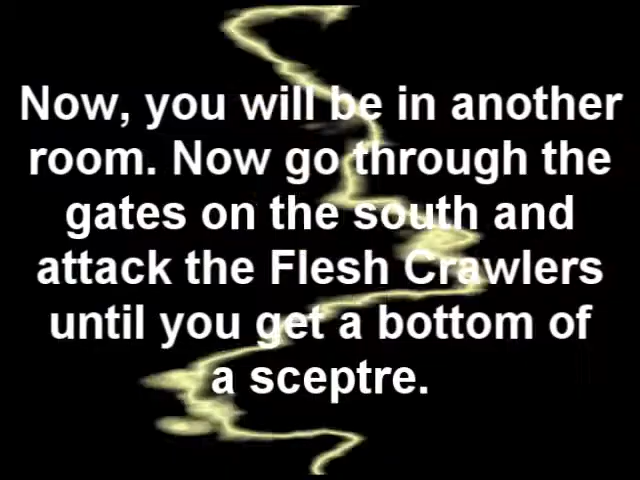 Now, you will be in another
room. Now go through the
gates on the south and
attack the Flesh Crawlers
until you get a bottom of
a sceptre.